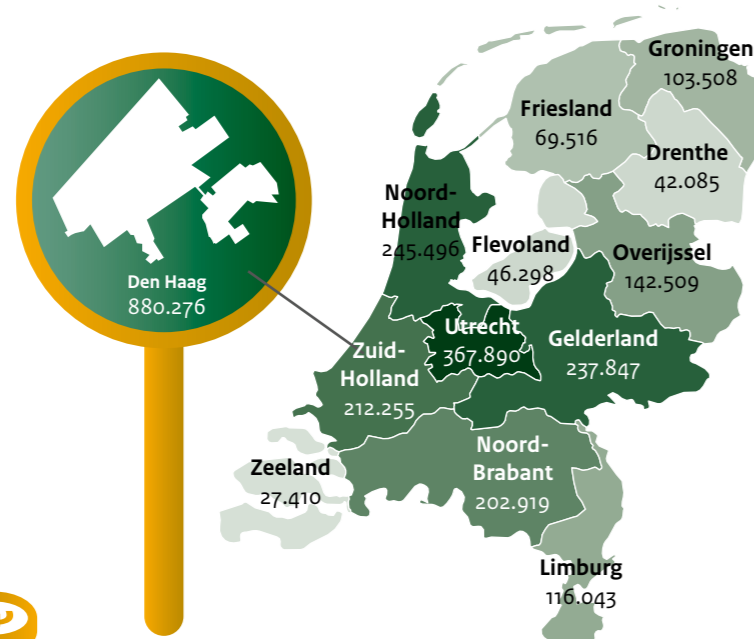 Groningen
103.508
Friesland
69.516
Drenthe
42.085
Noord-
Holland
245.496
Flevoland
46.298
Overijssel
142.509
Den Haag
880.276
Utrecht
367.890
Gelderland
237.847
Zuid-
Holland
212.255
Noord-
Brabant
202.919
Zeeland
27.410
Limburg
116.043